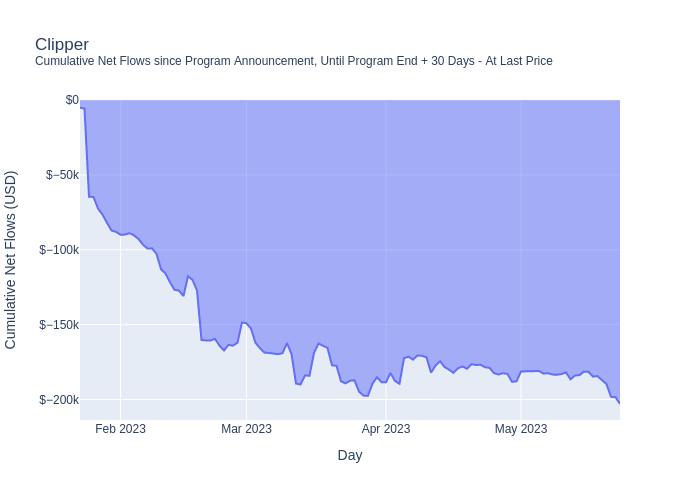 Clipper
Cumulative Net Flows since Program Announcement, Until Program End + 30 Days - At Last Price
Cumulative Net Flows (USD)
$0
$−50k
$−100k
$−150k
$−200k
Feb 2023
Mar 2023
Apr 2023
May 2023
Day